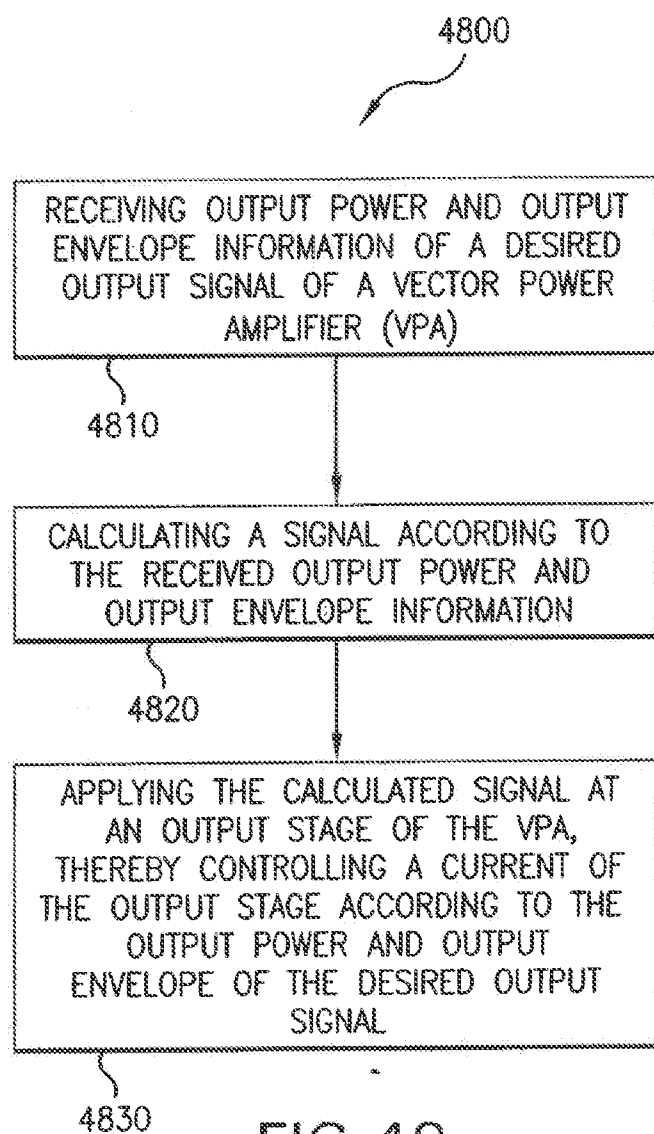 4800
RECEIVING OUTPUT POWER AND OUTPUT
ENVELOPE INFORMATION OF A DESIRED
OUTPUT SIGNAL OF A VECTOR POWER
AMPLIFIER (VPA)
4810
CALCULATING A SIGNAL ACCORDING TO
THE RECEIVED OUTPUT POWER AND
OUTPUT ENVELOPE INFORMATION
4820
APPLYING THE CALCULATED SIGNAL AT
AN OUTPUT STAGE OF THE VPA,
THEREBY CONTROLLING A CURRENT OF
THE OUTPUT STAGE ACCORDING TO THE
OUTPUT POWER AND OUTPUT
ENVELOPE OF THE DESIRED OUTPUT
SIGNAL
4830
FIG.48